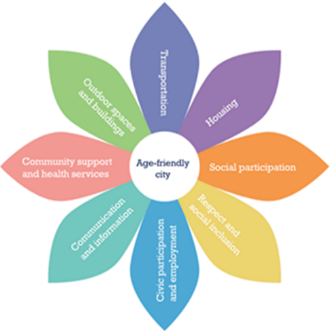 Age-friendly
city
Transportation
Housing
Social participation
Respect and
social inclusion
Civic participation
and employment
Communication
and information
Community support
and health services
Outdoor spaces
and buildings